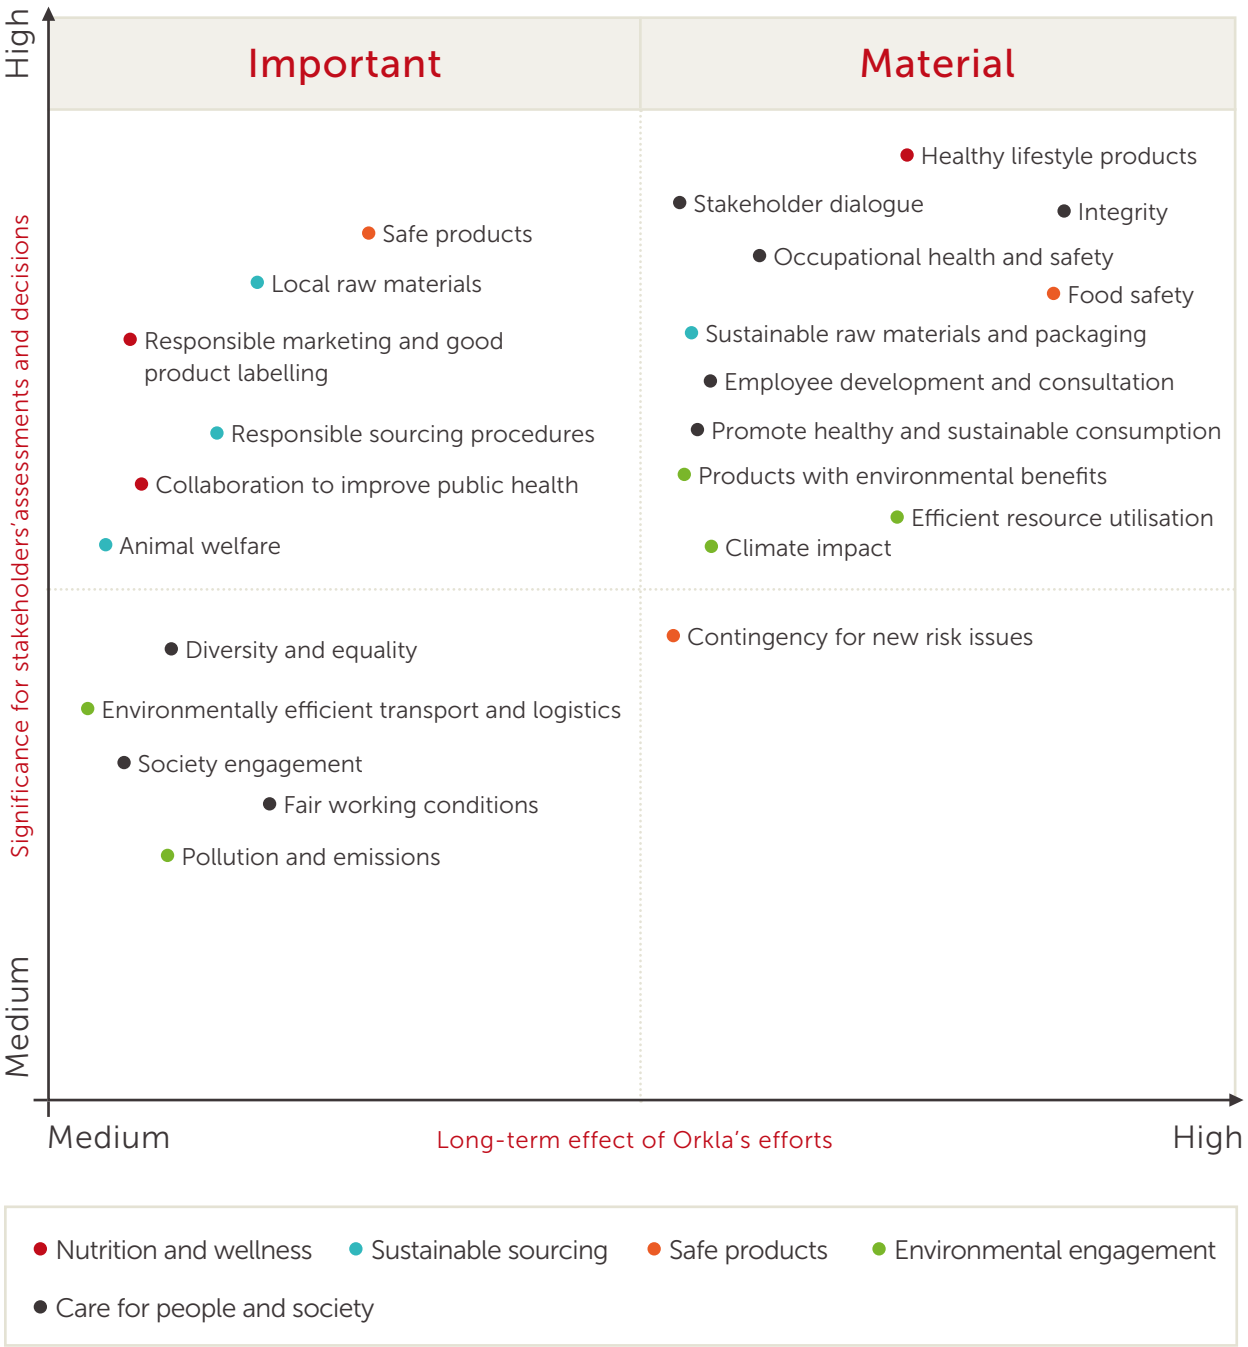 High
Important
Material
Healthy lifestyle products
Stakeholder dialogue
Integrity
Safe products
Occupational health and safety
Local raw materials
Food safety
Responsible marketing and good
product labelling
Sustainable raw materials and packaging
Employee development and consultation
Responsible sourcing procedures
Promote healthy and sustainable consumption
Collaboration to improve public health
Products with environmental benefits
Efficient resource utilisation
Animal welfare
Climate impact
Diversity and equality
Contingency for new risk issues
Environmentally efficient transport and logistics
Society engagement
Fair working conditions
Pollution and emissions
Significance for stakeholders'assessments and decisions
Medium
Medium
Long-term effect of Orkla's efforts
High
Nutrition and wellness
Sustainable sourcing
Safe products
Environmental engagement
Care for people and society